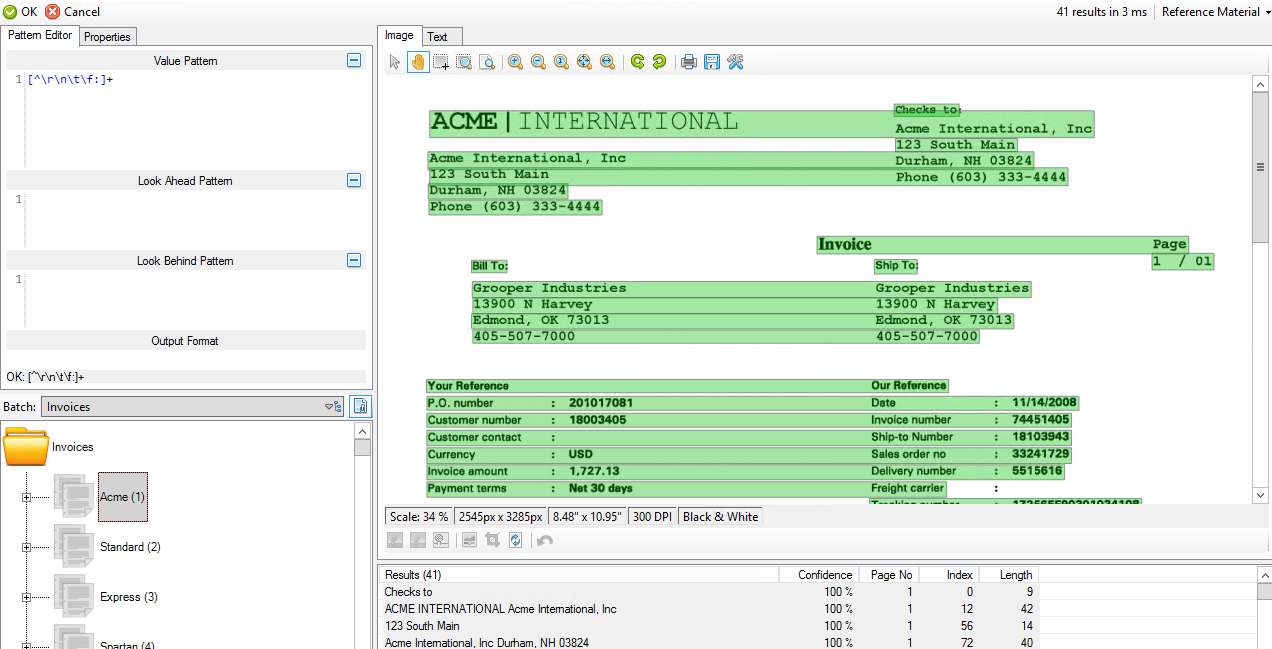 OK Cancel 41 results in 3 ms Reference Material
Pattern Editor Properties
Value Pattern
1 [^\r\n\t\f:]+
Look Ahead Pattern
1
Look Behind Pattern
1
Output Format
OK: [^\r\n\t\f:]+
Batch: Invoices
Invoices
Acme (1)
Standard (2)
Express (3)
Spartan (4)
Image Text
Checks to:
ACME | INTERNATIONAL Acme International, Inc
123 South Main
Acme International, Inc Durham, NH 03824
123 South Main Phone (603) 333-4444
Durham, NH 03824
Phone (603) 333-4444
Invoice Page
1 / 01
Bill To: Ship To:
Grooper Industries Grooper Industries
13900 N Harvey 13900 N Harvey
Edmond, OK 73013 Edmond, OK 73013
405-507-7000 405-507-7000
Your Reference Our Reference
P.O. number : 201017081 Date : 11/14/2008
Customer number : 18003405 Invoice number : 74451405
Customer contact : Ship-to Number : 18103943
Currency : USD Sales order no : 33241729
Invoice amount : 1,727.13 Delivery number : 5515616
Payment terms : Net 30 days Freight carrier :
Tracking number :
Scale: 34 % 2545px x 3285px 8.48" x 10.95" 300 DPI Black & White
Results (41) Confidence Page No Index Length
Checks to 100 % 1 0 9
ACME INTERNATIONAL Acme International, Inc 100 % 1 12 42
123 South Main 100 % 1 56 14
Acme International, Inc Durham, NH 03824 100 % 1 72 40